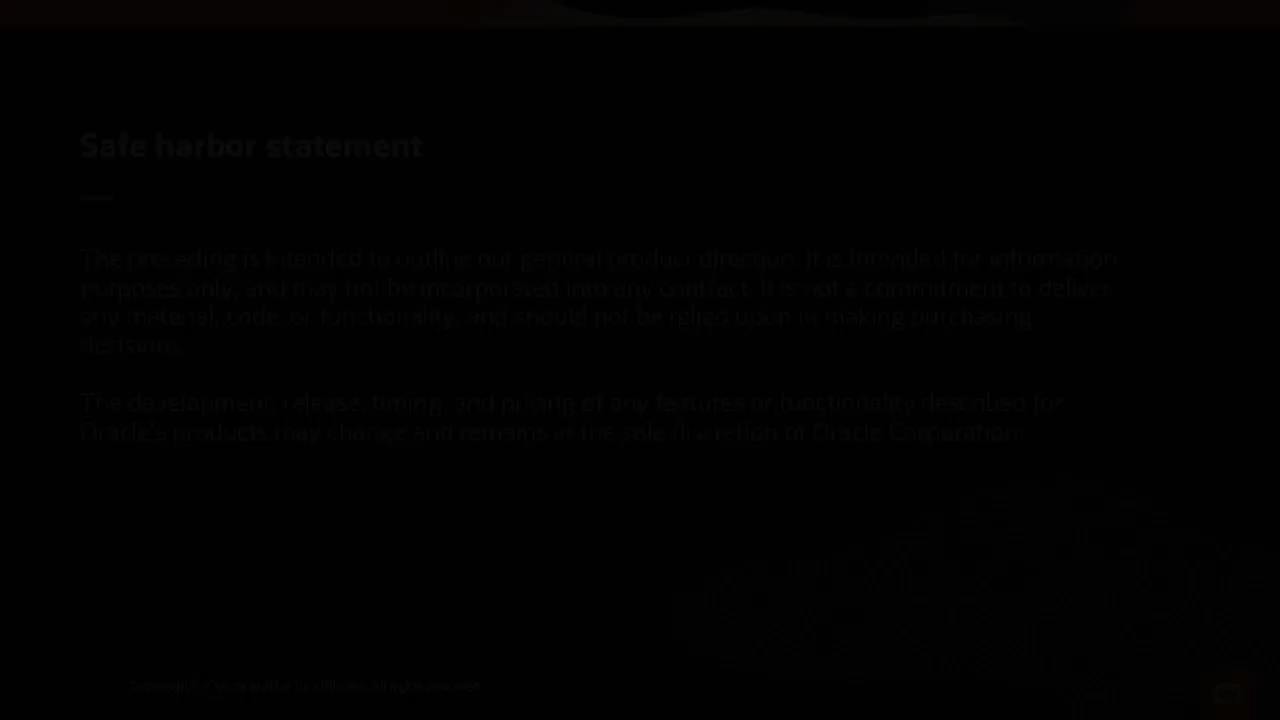 Safe harbor statement
The preceding is intended to outline our general product direction. It is intended for information
purposes only, and may not be incorporated into any contract. It is not a commitment to deliver
any material, code, or functionality, and should not be relied upon in making purchasing
decisions.
The development, release, timing, and pricing of any features or functionality described for
Oracle's products may change and remains at the sole discretion of Oracle Corporation.